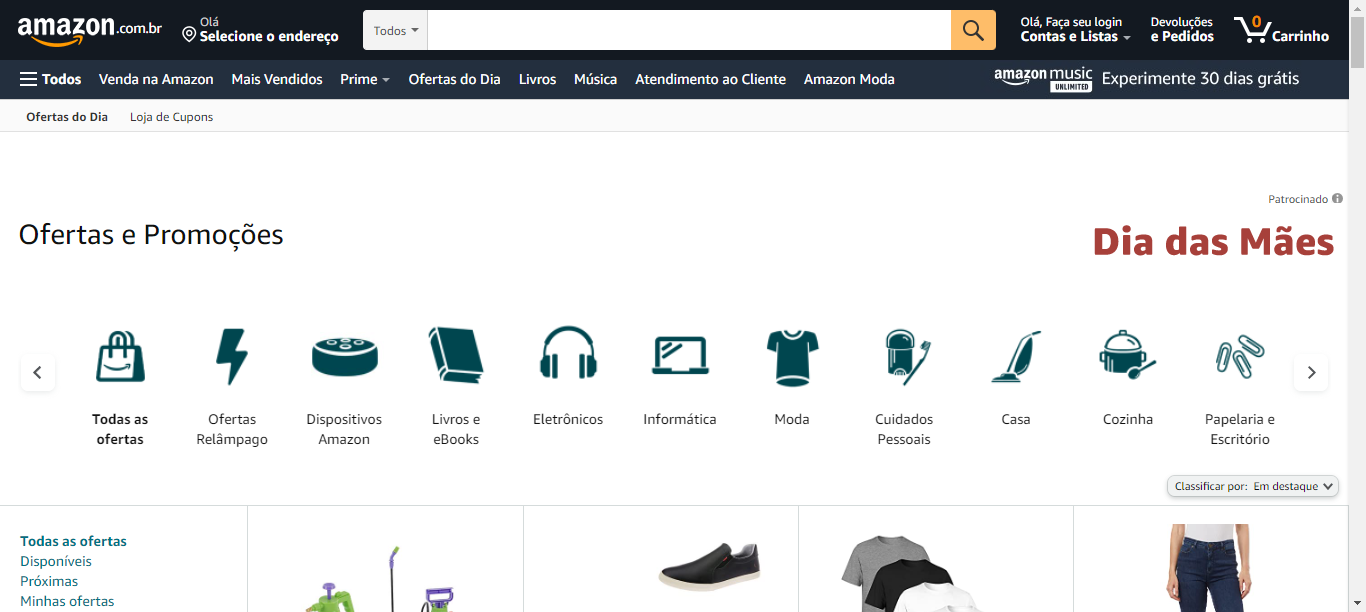 amazon.com.br
Olá
Selecione o endereço
Todos
Olá, Faça seu login
Contas e Listas
Devoluções
e Pedidos
0
Carrinho
Todos
Venda na Amazon
Mais Vendidos
Prime
Ofertas do Dia
Livros
Música
Atendimento ao Cliente
Amazon Moda
amazon music
UNLIMITED
Experimente 30 dias grátis
Ofertas do Dia
Loja de Cupons
Patrocinado
Ofertas e Promoções
Dia das Mães
Todas as
ofertas
Ofertas
Relâmpago
Dispositivos
Amazon
Livros e
eBooks
Eletrônicos
Informática
Moda
Cuidados
Pessoais
Casa
Cozinha
Papelaria e
Escritório
Classificar por: Em destaque
Todas as ofertas
Disponíveis
Próximas
Minhas ofertas